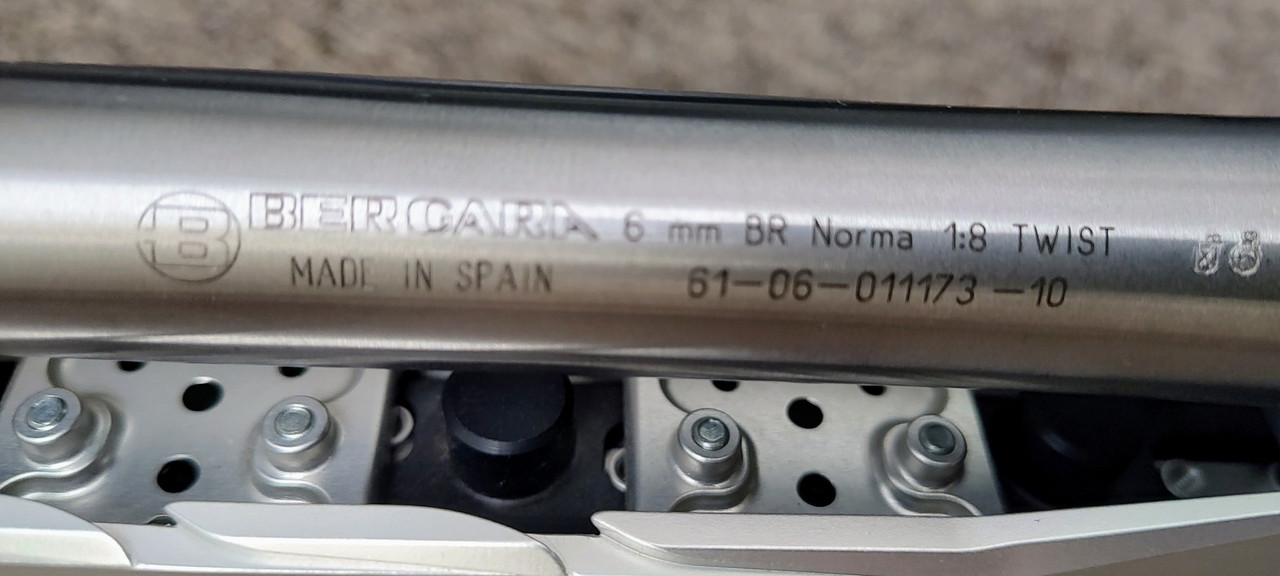 B BERGARA 6 mm BR Norma 1:8 TWIST
MADE IN SPAIN 61-06-011173-10